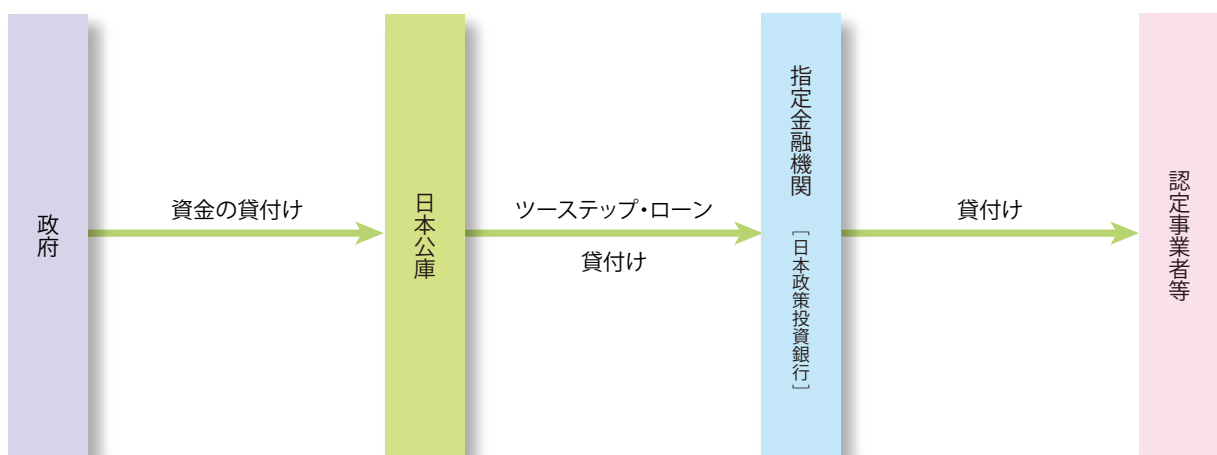 政府
資金の貸付け
日本公庫
ツーステップ・ローン
貸付け
指定金融機関
［日本政策投資銀行］
貸付け
認定事業者等